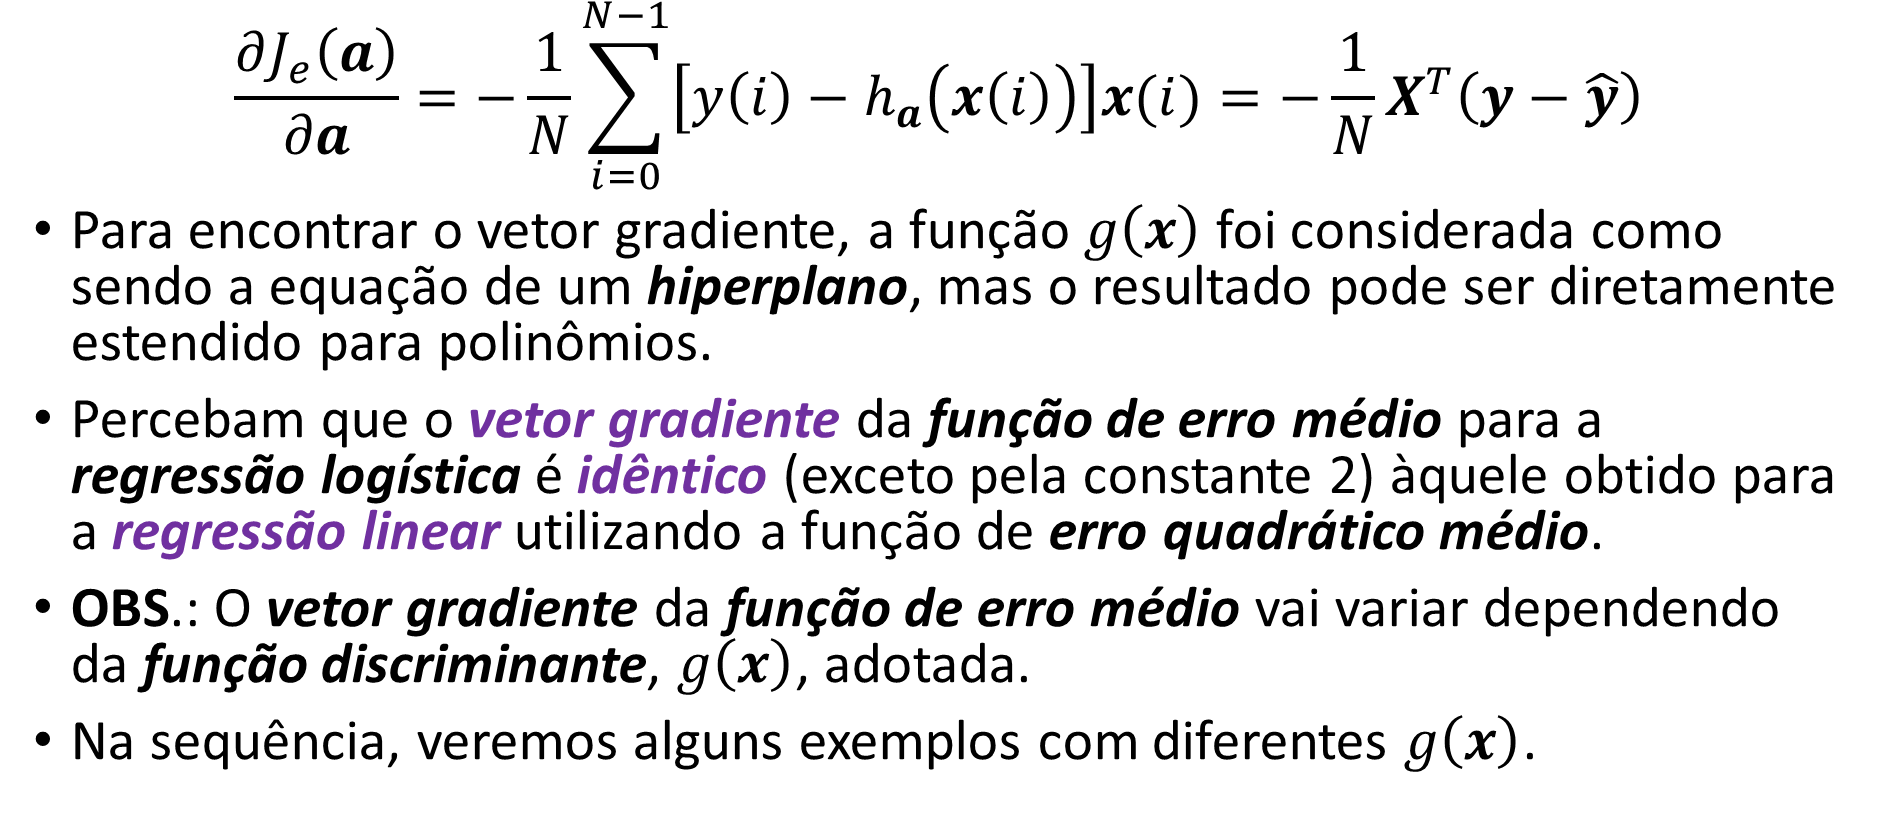 ∂J_e(a)/∂a = −1/N ∑_{i=0}^{N−1} [y(i) − h_a(x(i))]x(i) = −1/N X^T(y − ŷ)
• Para encontrar o vetor gradiente, a função g(x) foi considerada como
sendo a equação de um hiperplano, mas o resultado pode ser diretamente
estendido para polinômios.
• Percebam que o vetor gradiente da função de erro médio para a
regressão logística é idêntico (exceto pela constante 2) àquele obtido para
a regressão linear utilizando a função de erro quadrático médio.
• OBS.: O vetor gradiente da função de erro médio vai variar dependendo
da função discriminante, g(x), adotada.
• Na sequência, veremos alguns exemplos com diferentes g(x).